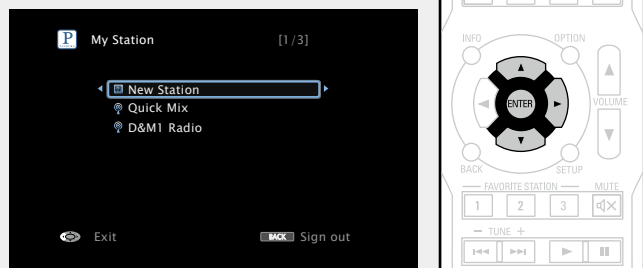 P
My Station [1/3]
New Station
Quick Mix
D&M1 Radio
Exit
BACK Sign out
INFO OPTION
ENTER
VOLUME
BACK SETUP
FAVORITE STATION MUTE
1 2 3
− TUNE +